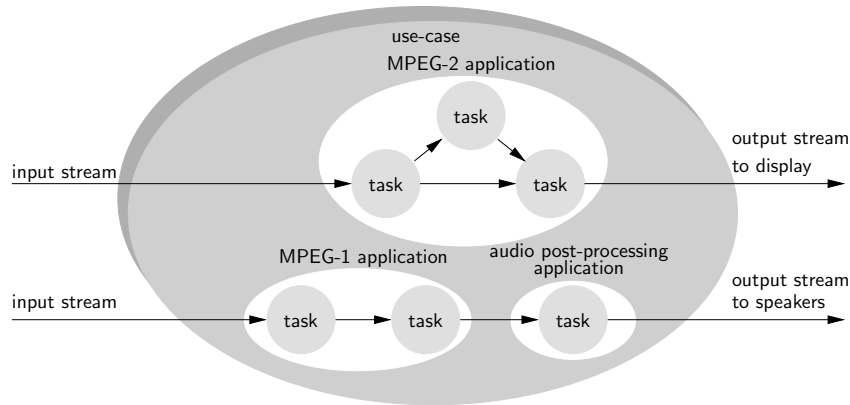 use-case
MPEG-2 application
task
output stream
to display
input stream
task
task
MPEG-1 application
audio post-processing
application
output stream
to speakers
input stream
task
task
task